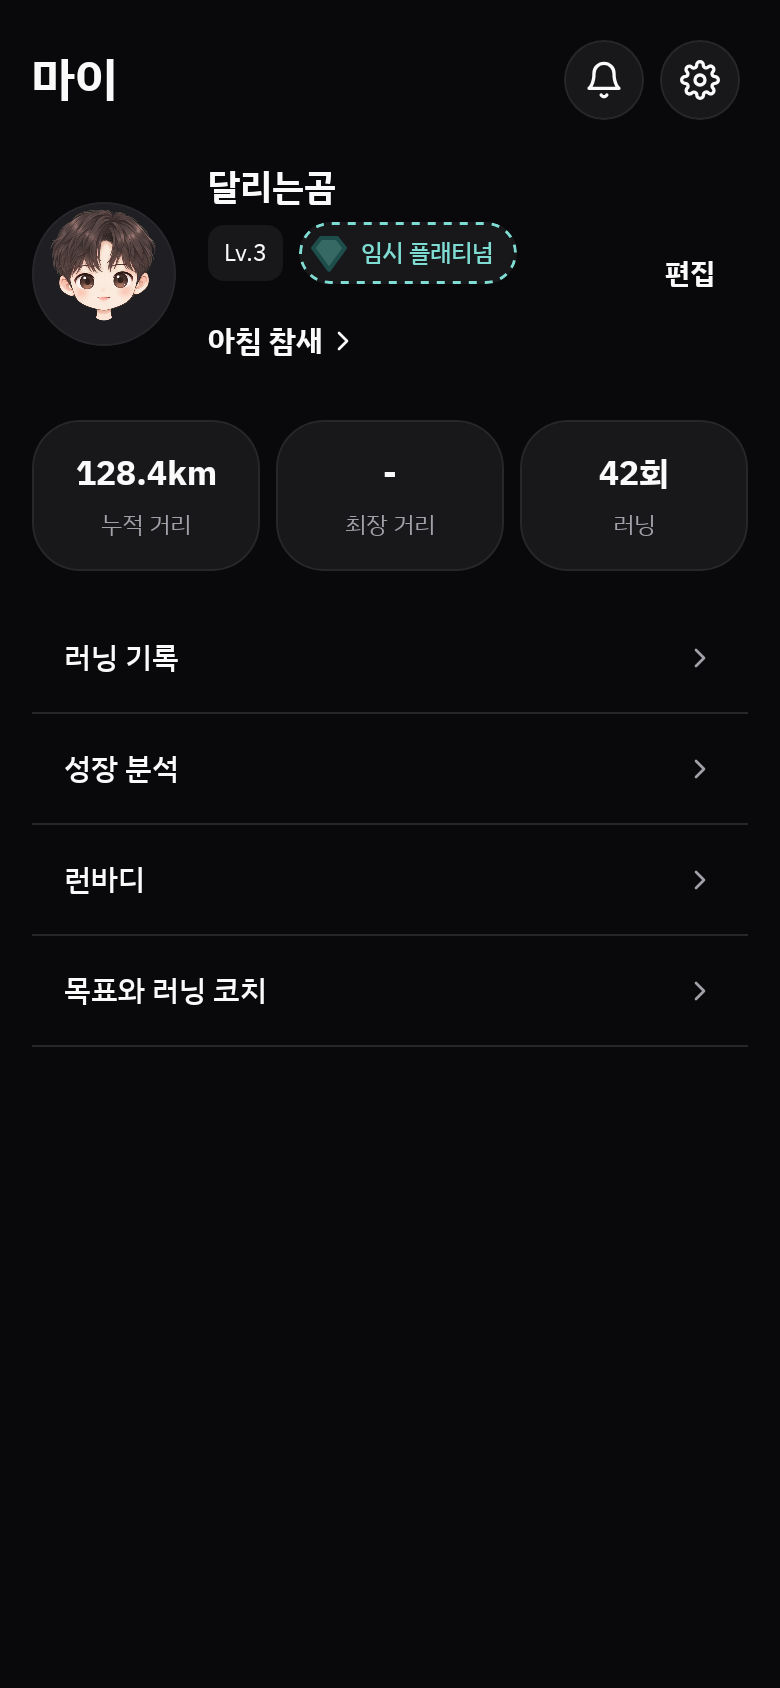 마이
달리는곰
Lv.3 임시 플래티넘
편집
아침 참새
128.4km
누적 거리
-
최장 거리
42회
러닝
러닝 기록
성장 분석
런바디
목표와 러닝 코치